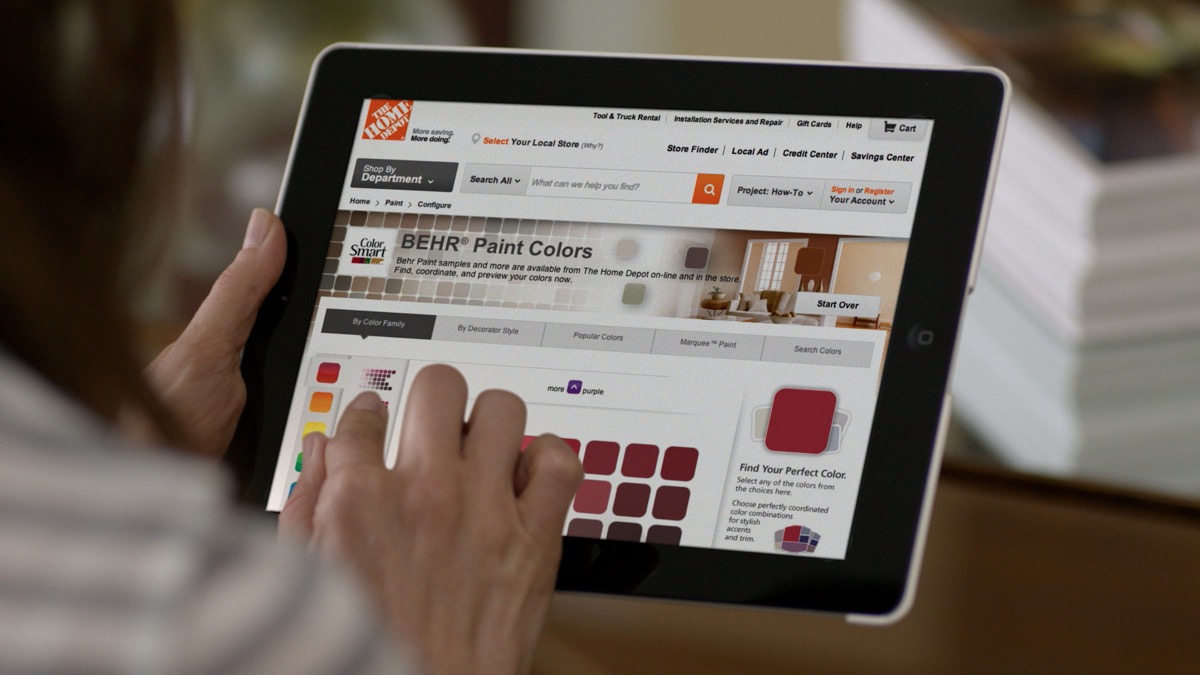 THE
HOME
DEPOT
More saving.
More doing.
Select Your Local Store (Why?)
Tool & Truck Rental
Installation Services and Repair
Gift Cards
Help
Cart
Store Finder
Local Ad
Credit Center
Savings Center
Shop By
Department
Search All
What can we help you find?
Project: How-To
Sign In or Register
Your Account
Home > Paint > Configure
Color
Smart
BEHR® Paint Colors
Behr Paint samples and more are available from The Home Depot on-line and in the store.
Find, coordinate, and preview your colors now.
Start Over
By Color Family
By Decorator Style
Popular Colors
Marquee™ Paint
Search Colors
more purple
Find Your Perfect Color.
Select any of the colors from
the choices here.
Choose perfectly coordinated
color combinations
for stylish
accents
and trim.